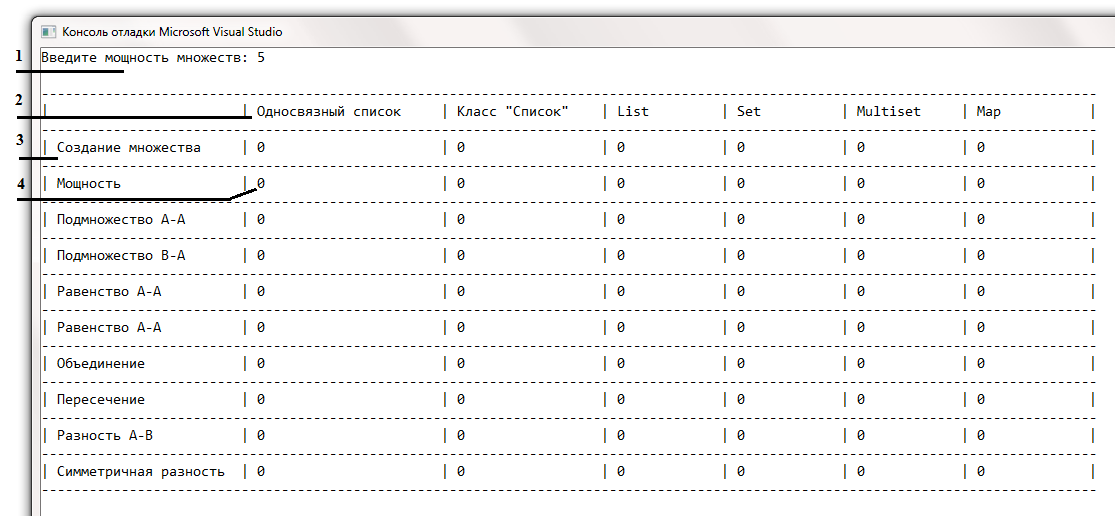 Консоль отладки Microsoft Visual Studio
1 Введите мощность множеств: 5
2 | | Односвязный список | Класс "Список" | List | Set | Multiset | Map |
3 | Создание множества | 0 | 0 | 0 | 0 | 0 | 0 |
4 | Мощность | 0 | 0 | 0 | 0 | 0 | 0 |
| Подмножество A-A | 0 | 0 | 0 | 0 | 0 | 0 |
| Подмножество B-A | 0 | 0 | 0 | 0 | 0 | 0 |
| Равенство A-A | 0 | 0 | 0 | 0 | 0 | 0 |
| Равенство A-A | 0 | 0 | 0 | 0 | 0 | 0 |
| Объединение | 0 | 0 | 0 | 0 | 0 | 0 |
| Пересечение | 0 | 0 | 0 | 0 | 0 | 0 |
| Разность A-B | 0 | 0 | 0 | 0 | 0 | 0 |
| Симметричная разность | 0 | 0 | 0 | 0 | 0 | 0 |